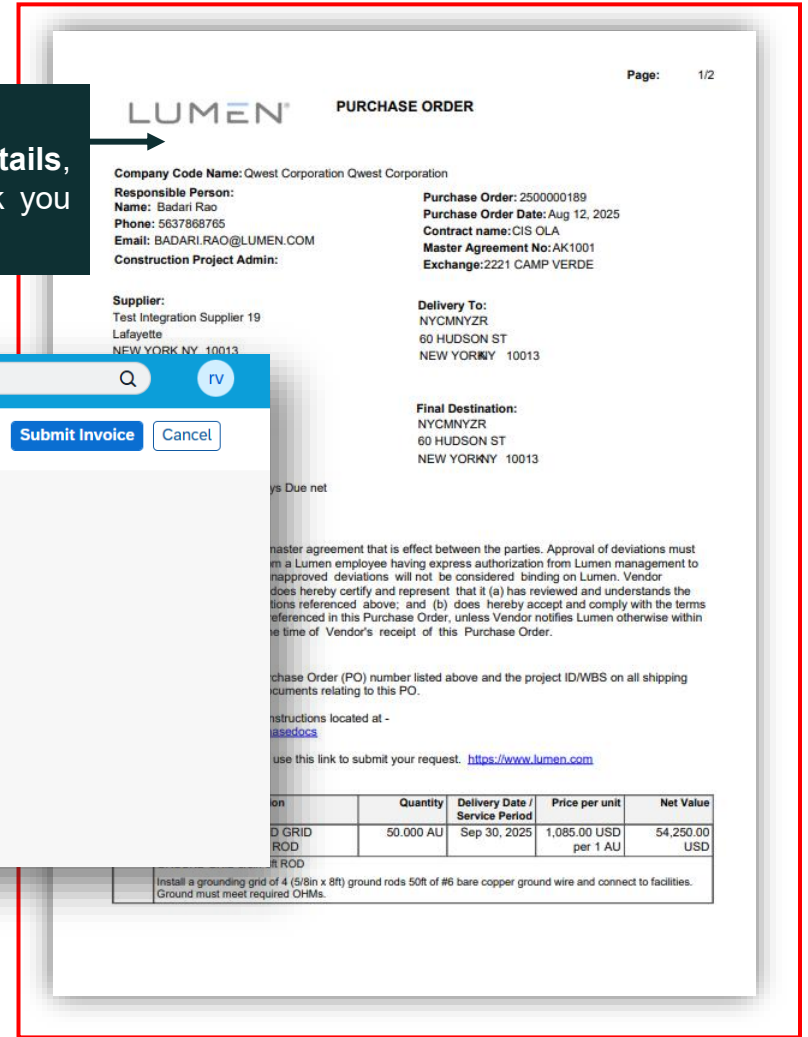 Page: 1/2
LUMEN® PURCHASE ORDER
tails,
you
Company Code Name: Qwest Corporation Qwest Corporation
Responsible Person:
Name: Badari Rao
Phone: 5637868765
Email: BADARI.RAO@LUMEN.COM
Construction Project Admin:
Purchase Order: 2500000189
Purchase Order Date: Aug 12, 2025
Contract name: CIS OLA
Master Agreement No: AK1001
Exchange: 2221 CAMP VERDE
Supplier:
Test Integration Supplier 19
Lafayette
NEW YORK NY 10013
Delivery To:
NYCMNYZR
60 HUDSON ST
NEW YORK NY 10013
rv
Submit Invoice Cancel
Final Destination:
NYCMNYZR
60 HUDSON ST
NEW YORK NY 10013
ys Due net
master agreement that is effect between the parties. Approval of deviations must
m a Lumen employee having express authorization from Lumen management to
unapproved deviations will not be considered binding on Lumen. Vendor
does hereby certify and represent that it (a) has reviewed and understands the
tions referenced above; and (b) does hereby accept and comply with the terms
referenced in this Purchase Order, unless Vendor notifies Lumen otherwise within
e time of Vendor's receipt of this Purchase Order.
rchase Order (PO) number listed above and the project ID/WBS on all shipping
cuments relating to this PO.
nstructions located at -
asedocs
use this link to submit your request. https://www.lumen.com
on Quantity Delivery Date / Price per unit Net Value
Service Period
D GRID 50.000 AU Sep 30, 2025 1,085.00 USD 54,250.00
ROD per 1 AU USD
ft ROD
Install a grounding grid of 4 (5/8in x 8ft) ground rods 50ft of #6 bare copper ground wire and connect to facilities.
Ground must meet required OHMs.